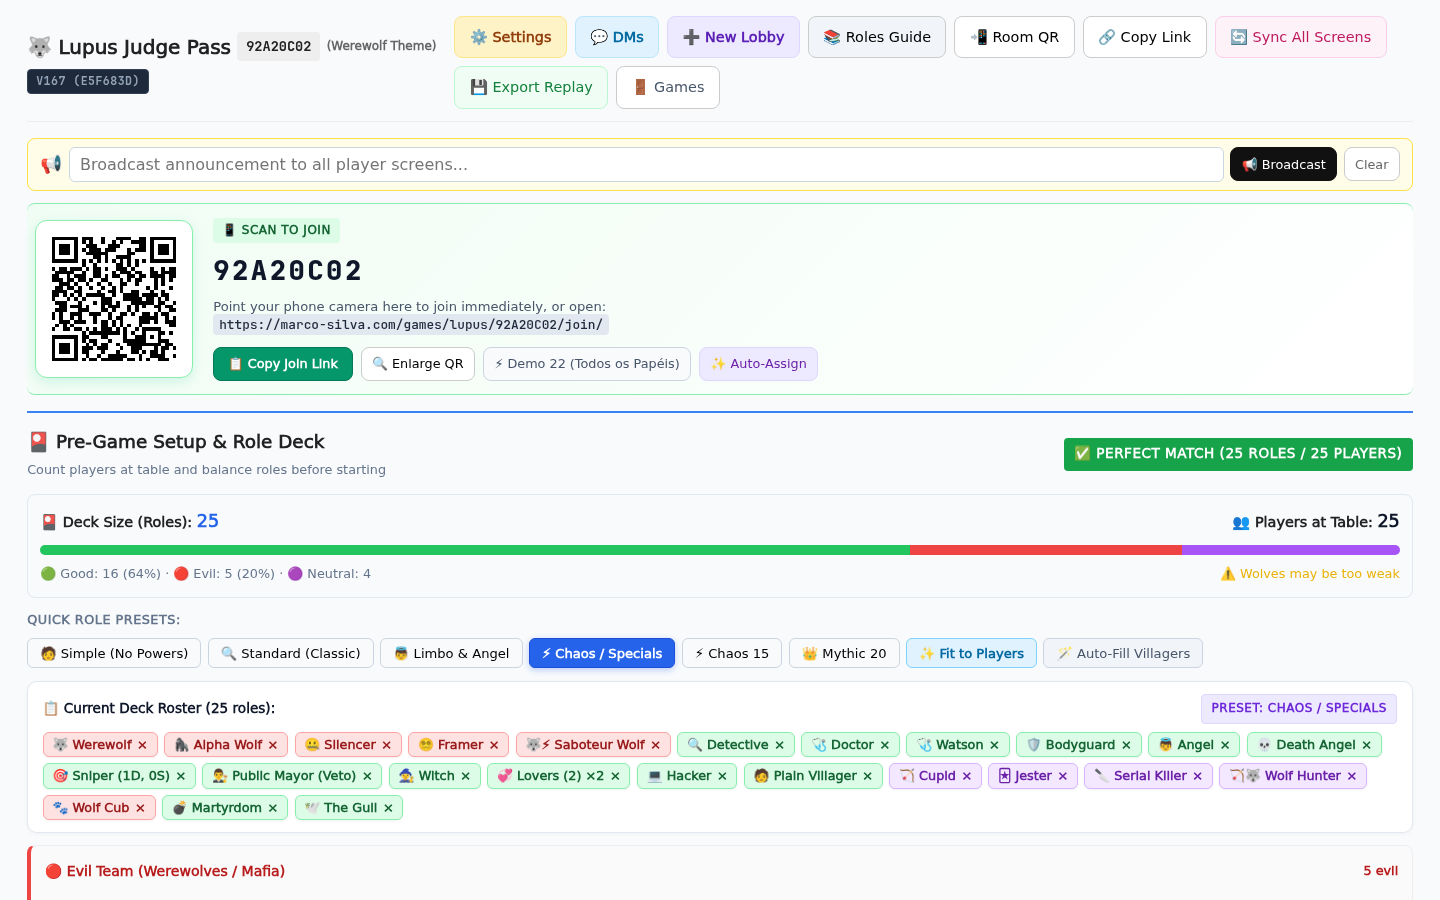 🐺 Lupus Judge Pass 92A20C02 (Werewolf Theme)
V167 (E5F683D)
⚙️ Settings 💬 DMs ➕ New Lobby 📚 Roles Guide 📲 Room QR 🔗 Copy Link 🔄 Sync All Screens
💾 Export Replay 🚪 Games
📢 Broadcast announcement to all player screens... 📢 Broadcast Clear
📱 SCAN TO JOIN
92A20C02
Point your phone camera here to join immediately, or open:
https://marco-silva.com/games/lupus/92A20C02/join/
📋 Copy Join Link 🔍 Enlarge QR ⚡ Demo 22 (Todos os Papéis) ✨ Auto-Assign
🎴 Pre-Game Setup & Role Deck
Count players at table and balance roles before starting
✅ PERFECT MATCH (25 ROLES / 25 PLAYERS)
🎴 Deck Size (Roles): 25 👥 Players at Table: 25
🟢 Good: 16 (64%) · 🔴 Evil: 5 (20%) · 🟣 Neutral: 4 ⚠️ Wolves may be too weak
QUICK ROLE PRESETS:
🧑 Simple (No Powers) 🔍 Standard (Classic) 👼 Limbo & Angel ⚡ Chaos / Specials ⚡ Chaos 15 👑 Mythic 20 ✨ Fit to Players 🪄 Auto-Fill Villagers
📋 Current Deck Roster (25 roles): PRESET: CHAOS / SPECIALS
🐺 Werewolf × 🦍 Alpha Wolf × 🤐 Silencer × 😵‍💫 Framer × 🐺⚡ Saboteur Wolf × 🔍 Detective × 🩺 Doctor × 🩺 Watson × 🛡️ Bodyguard × 👼 Angel × 💀 Death Angel ×
🎯 Sniper (1D, 0S) × 👨‍⚖️ Public Mayor (Veto) × 🧙 Witch × 💞 Lovers (2) ×2 × 💻 Hacker × 🧑 Plain Villager × 🏹 Cupid × 🃏 Jester × 🔪 Serial Killer × 🏹🐺 Wolf Hunter ×
🐾 Wolf Cub × 💣 Martyrdom × 🕊️ The Gull ×
🔴 Evil Team (Werewolves / Mafia) 5 evil